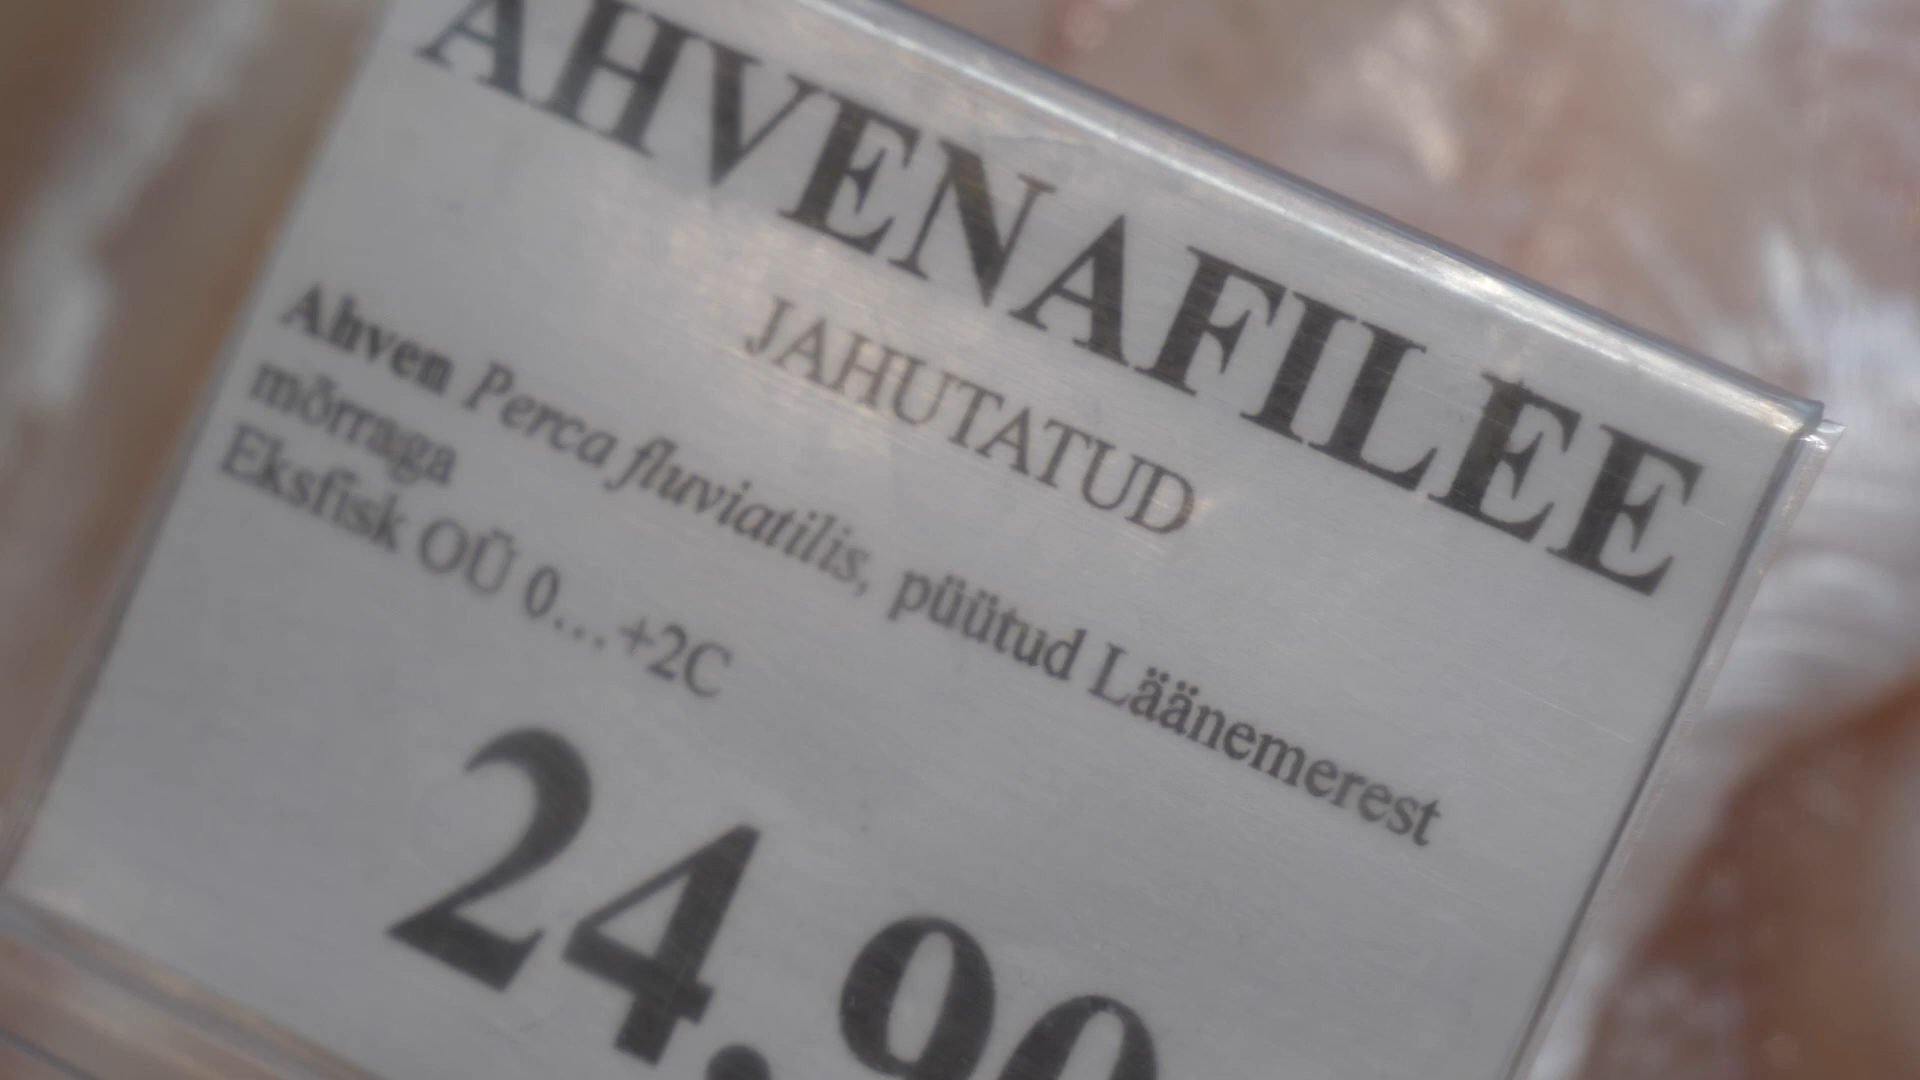 AHVENAFILEE
JAHUTATUD
Ahven Perca fluviatilis, püütud Läänemerest
mõrraga
Eksfisk OÜ 0...+2C
24.90